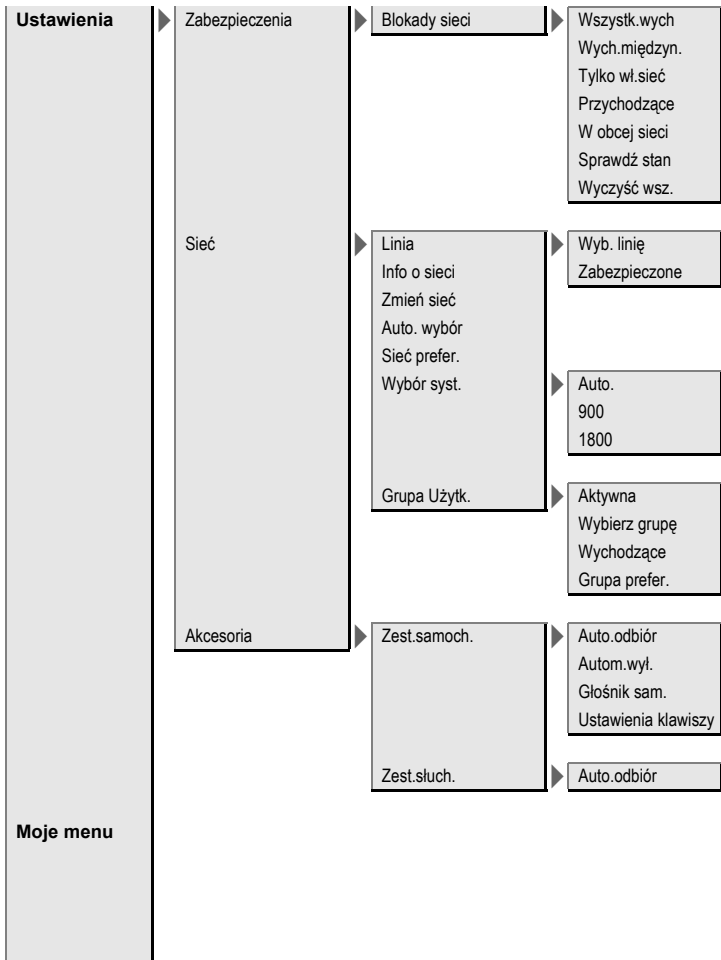 Ustawienia
Zabezpieczenia
Blokady sieci
Wszystk.wych
Wych.międzyn.
Tylko wł.sieć
Przychodzące
W obcej sieci
Sprawdź stan
Wyczyść wsz.
Sieć
Linia
Wyb. linię
Zabezpieczone
Info o sieci
Zmień sieć
Auto. wybór
Sieć prefer.
Wybór syst.
Auto.
900
1800
Grupa Użytk.
Aktywna
Wybierz grupę
Wychodzące
Grupa prefer.
Akcesoria
Zest.samoch.
Auto.odbiór
Autom.wył.
Głośnik sam.
Ustawienia klawiszy
Zest.słuch.
Auto.odbiór
Moje menu